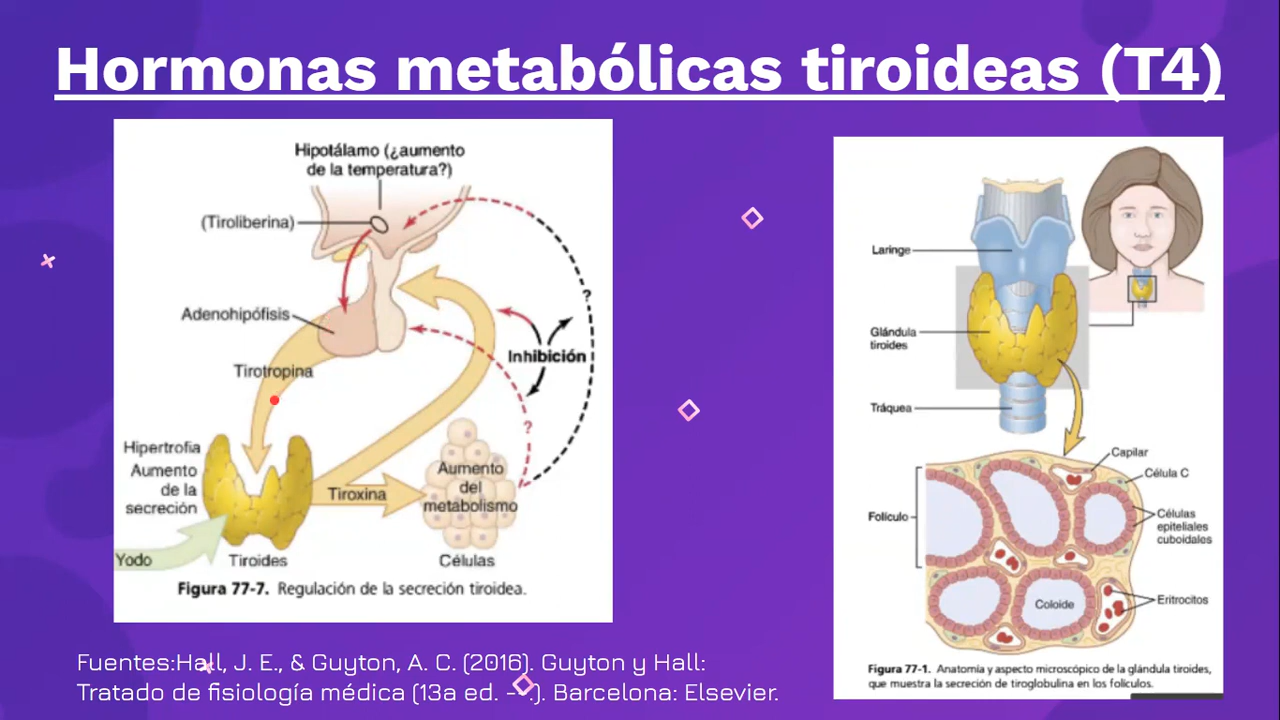 Hormonas metabólicas tiroideas (T4)
Hipotálamo (¿aumento
de la temperatura?)
(Tiroliberina)
Adenohipófisis
Tirotropina
?
Inhibición
?
Hipertrofia
Aumento
de la
secreción
Tiroxina
Aumento
del
metabolismo
Yodo
Tiroides
Células
Figura 77-7. Regulación de la secreción tiroidea.
Laringe
Glándula
tiroides
Tráquea
Capilar
Célula C
Folículo
Células
epiteliales
cuboidales
Coloide
Eritrocitos
Figura 77-1. Anatomía y aspecto microscópico de la glándula tiroides,
que muestra la secreción de tiroglobulina en los folículos.
Fuentes:Hall, J. E., & Guyton, A. C. (2016). Guyton y Hall:
Tratado de fisiología médica (13a ed. --.). Barcelona: Elsevier.